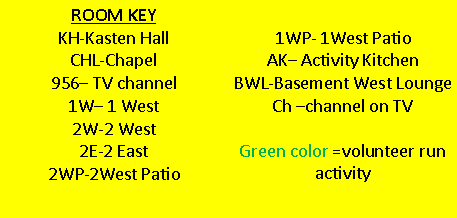 ROOM KEY
KH-Kasten Hall
CHL-Chapel
956– TV channel
1W– 1 West
2W-2 West
2E-2 East
2WP-2West Patio
1WP- 1West Patio
AK– Activity Kitchen
BWL-Basement West Lounge
Ch –channel on TV
Green color =volunteer run
activity